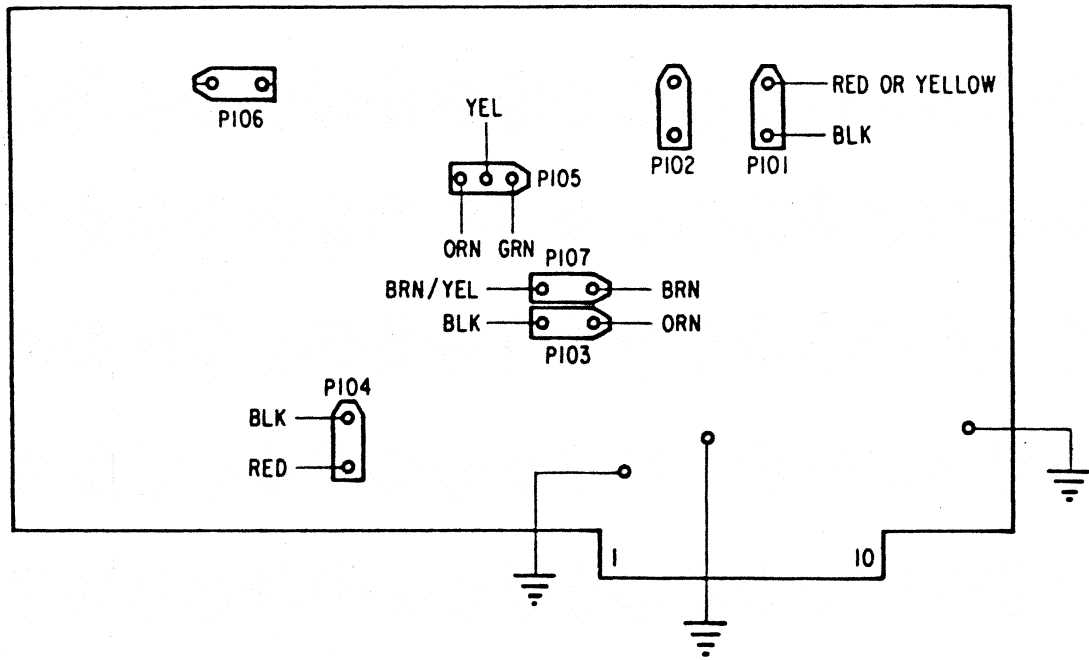 RED OR YELLOW
P106
YEL
BLK
P102
P101
P105
ORN
GRN
P107
BRN/YEL
BRN
BLK
ORN
P103
P104
BLK
RED
1
10